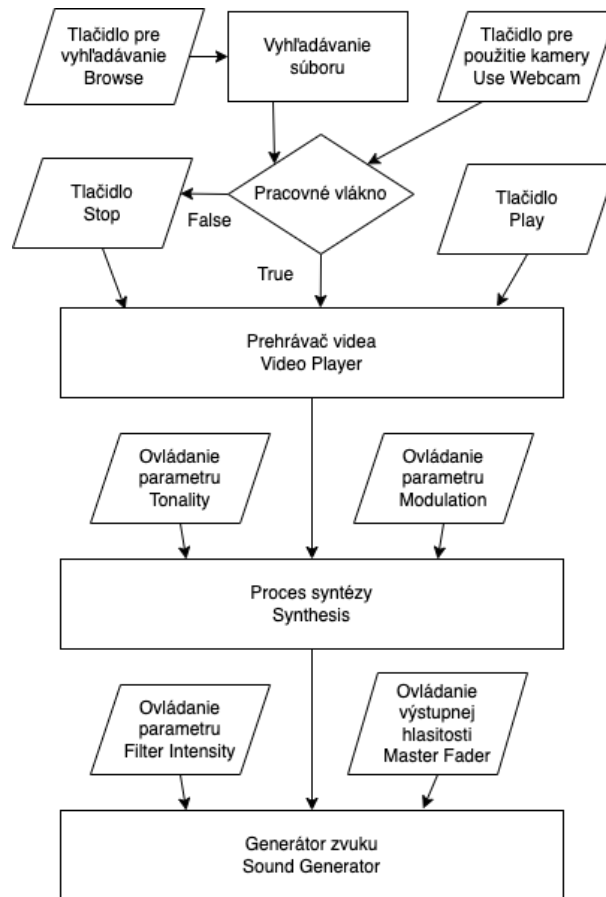 Tlačidlo pre
vyhľadávanie
Browse
Vyhľadávanie
súboru
Tlačidlo pre
použitie kamery
Use Webcam
Tlačidlo
Stop
False
Pracovné vlákno
True
Tlačidlo
Play
Prehrávač videa
Video Player
Ovládanie
parametru
Tonality
Ovládanie
parametru
Modulation
Proces syntézy
Synthesis
Ovládanie
parametru
Filter Intensity
Ovládanie
výstupnej
hlasitosti
Master Fader
Generátor zvuku
Sound Generator